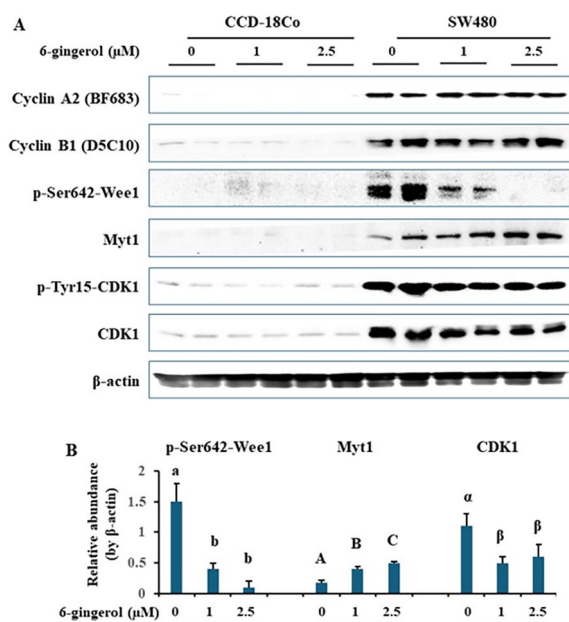 A
CCD-18Co SW480
6-gingerol (μM) 0 1 2.5 0 1 2.5
Cyclin A2 (BF683)
Cyclin B1 (D5C10)
p-Ser642-Wee1
Myt1
p-Tyr15-CDK1
CDK1
β-actin
B
p-Ser642-Wee1 Myt1 CDK1
Relative abundance
(by β-actin)
2
1.5
1
0.5
0
a b b A B C α β β
6-gingerol (μM) 0 1 2.5 0 1 2.5 0 1 2.5